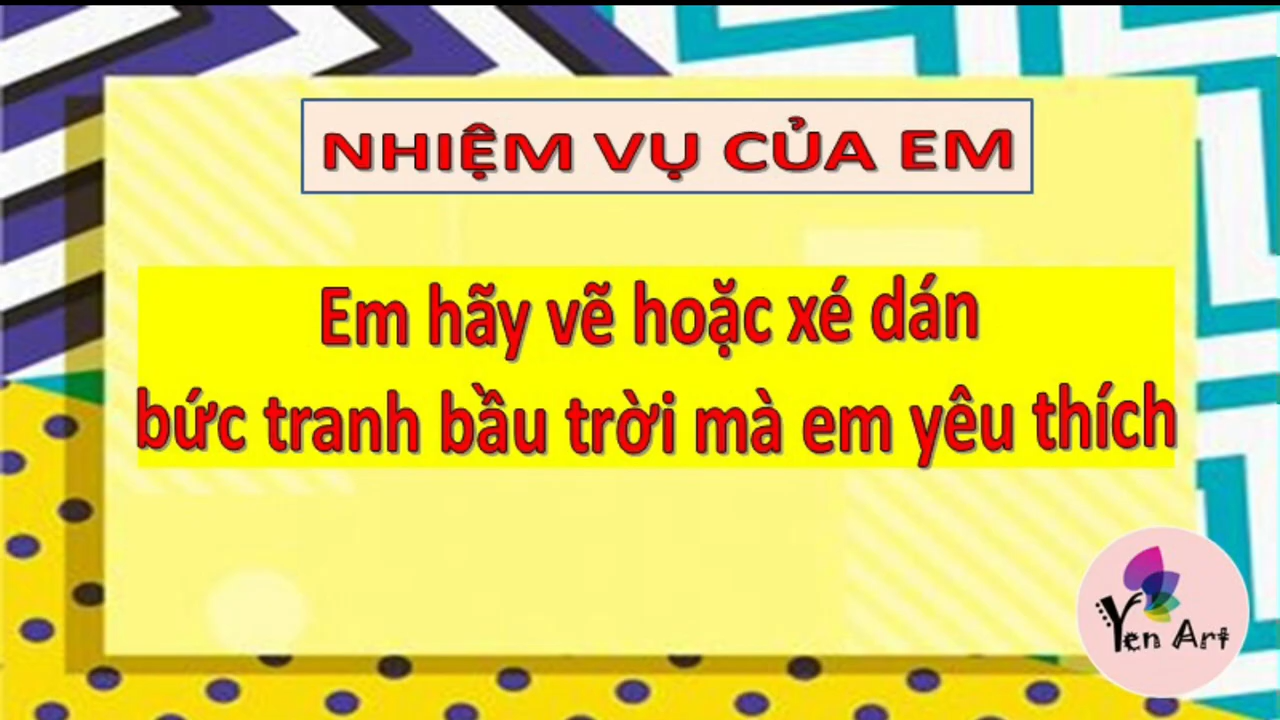 NHIỆM VỤ CỦA EM
Em hãy vẽ hoặc xé dán
bức tranh bầu trời mà em yêu thích
Yen Art